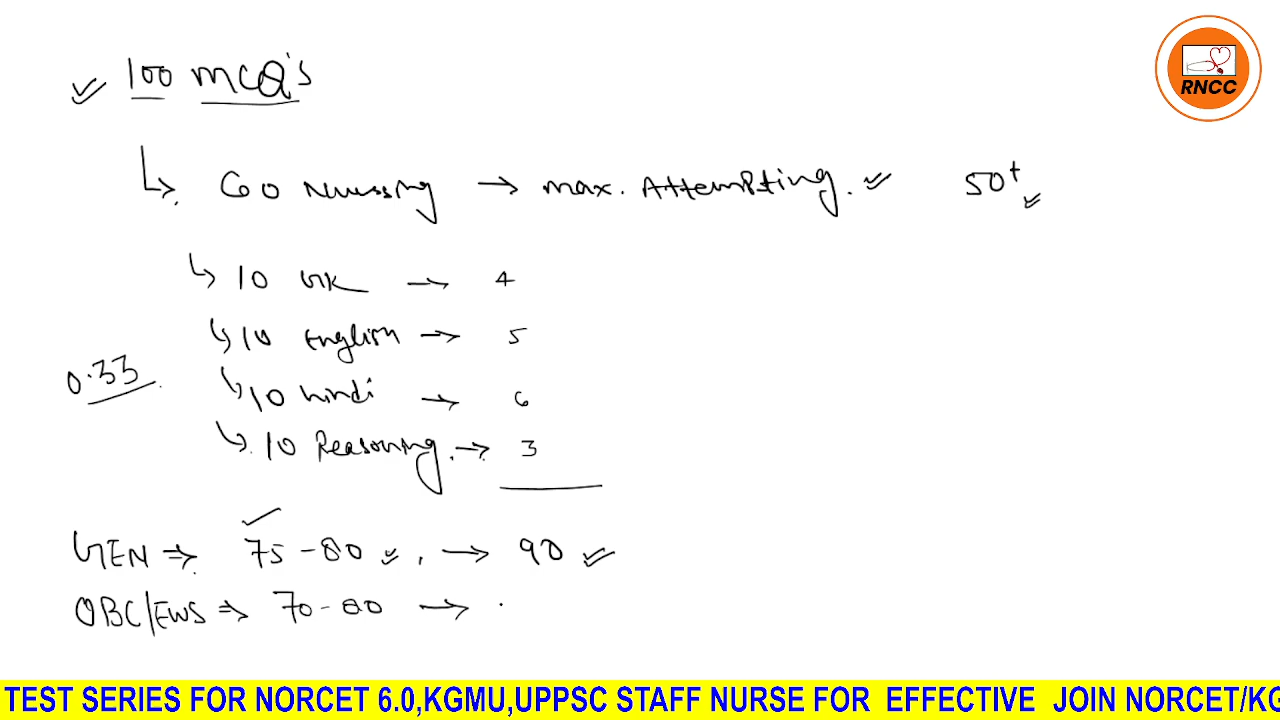 RNCC
100 MCQ's
60 Nursing → max. Attempting. 50+
10 GK → 4
10 English → 5
0.33
10 hindi → 6
10 Reasoning. → 3
GEN ⇒ 75-80, → 90
OBC/EWS ⇒ 70-80 →
TEST SERIES FOR NORCET 6.0,KGMU,UPPSC STAFF NURSE FOR EFFECTIVE JOIN NORCET/KG